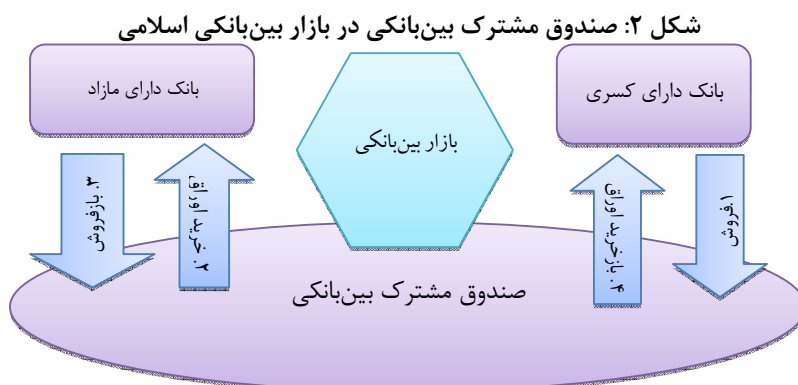 شکل ۲: صندوق مشترک بین‌بانکی در بازار بین‌بانکی اسلامی
بانک دارای کسری
بازار بین‌بانکی
بانک دارای مازاد
۱.فروش
۴. بازخرید اوراق
۲. خرید اوراق
۳. بازفروش
صندوق مشترک بین‌بانکی